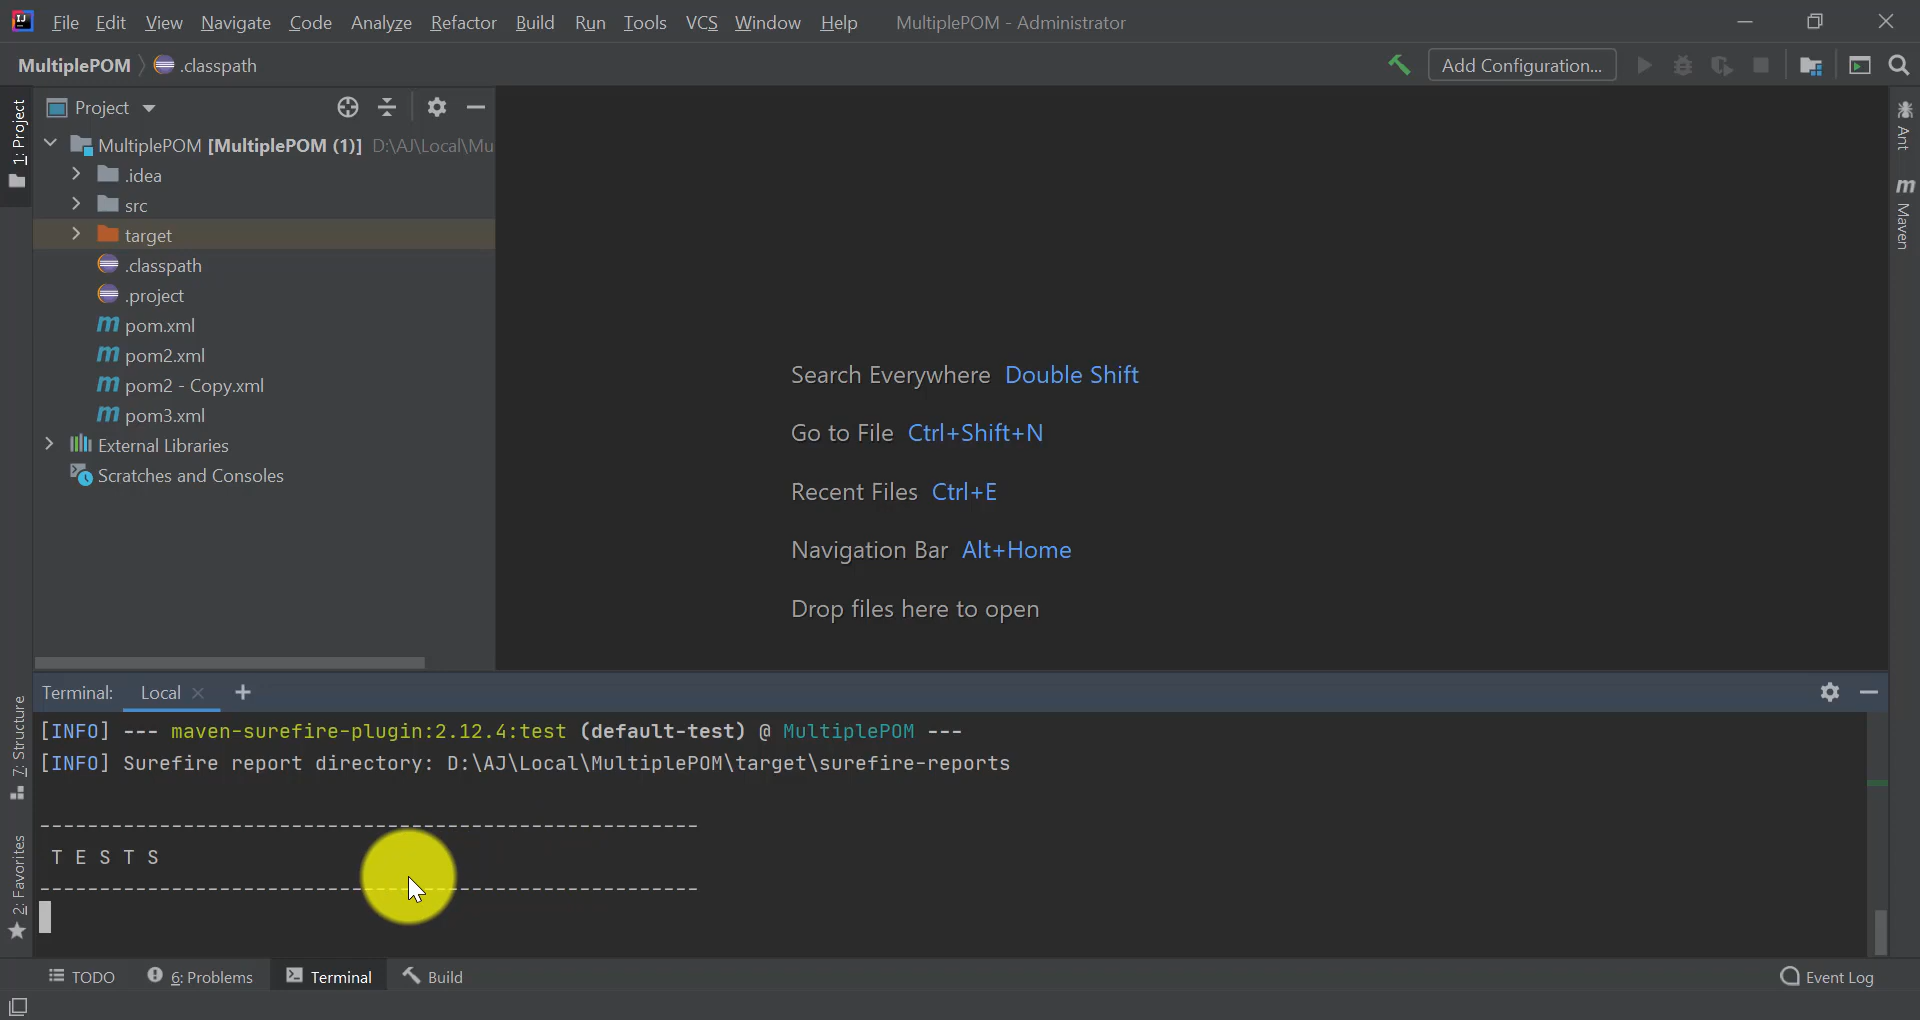 File Edit View Navigate Code Analyze Refactor Build Run Tools VCS Window Help MultiplePOM - Administrator
MultiplePOM .classpath Add Configuration...
1: Project
Project
MultiplePOM [MultiplePOM (1)] D:\AJ\Local\Mu
.idea
src
target
.classpath
.project
pom.xml
pom2.xml
pom2 - Copy.xml
pom3.xml
External Libraries
Scratches and Consoles
Search Everywhere Double Shift
Go to File Ctrl+Shift+N
Recent Files Ctrl+E
Navigation Bar Alt+Home
Drop files here to open
Ant
m Maven
7: Structure
2: Favorites
Terminal: Local
[INFO] --- maven-surefire-plugin:2.12.4:test (default-test) @ MultiplePOM ---
[INFO] Surefire report directory: D:\AJ\Local\MultiplePOM\target\surefire-reports
-------------------------------------------------------
T E S T S
-------------------------------------------------------
TODO 6: Problems Terminal Build Event Log